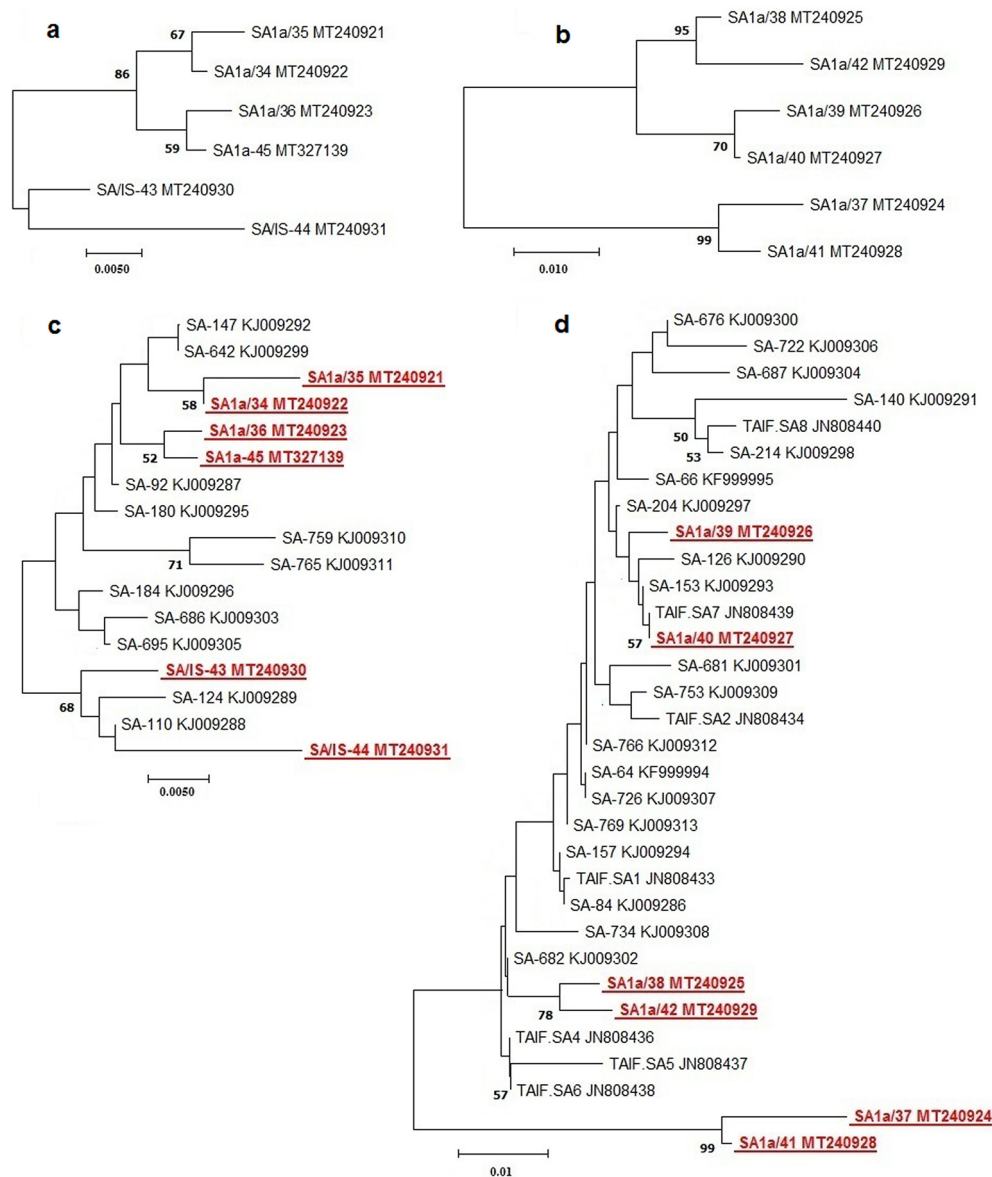 a
67
SA1a/35 MT240921
86
SA1a/34 MT240922
SA1a/36 MT240923
59
SA1a-45 MT327139
SA/IS-43 MT240930
SA/IS-44 MT240931
0.0050
b
95
SA1a/38 MT240925
SA1a/42 MT240929
SA1a/39 MT240926
70
SA1a/40 MT240927
SA1a/37 MT240924
99
SA1a/41 MT240928
0.010
c
SA-147 KJ009292
SA-642 KJ009299
SA1a/35 MT240921
58
SA1a/34 MT240922
SA1a/36 MT240923
52
SA1a-45 MT327139
SA-92 KJ009287
SA-180 KJ009295
SA-759 KJ009310
71
SA-765 KJ009311
SA-184 KJ009296
SA-686 KJ009303
SA-695 KJ009305
SA/IS-43 MT240930
68
SA-124 KJ009289
SA-110 KJ009288
SA/IS-44 MT240931
0.0050
d
SA-676 KJ009300
SA-722 KJ009306
SA-687 KJ009304
SA-140 KJ009291
50
TAIF.SA8 JN808440
53
SA-214 KJ009298
SA-66 KF999995
SA-204 KJ009297
SA1a/39 MT240926
SA-126 KJ009290
SA-153 KJ009293
TAIF.SA7 JN808439
57
SA1a/40 MT240927
SA-681 KJ009301
SA-753 KJ009309
TAIF.SA2 JN808434
SA-766 KJ009312
SA-64 KF999994
SA-726 KJ009307
SA-769 KJ009313
SA-157 KJ009294
TAIF.SA1 JN808433
SA-84 KJ009286
SA-734 KJ009308
SA-682 KJ009302
SA1a/38 MT240925
78
SA1a/42 MT240929
TAIF.SA4 JN808436
TAIF.SA5 JN808437
57
TAIF.SA6 JN808438
SA1a/37 MT240924
99
SA1a/41 MT240928
0.01